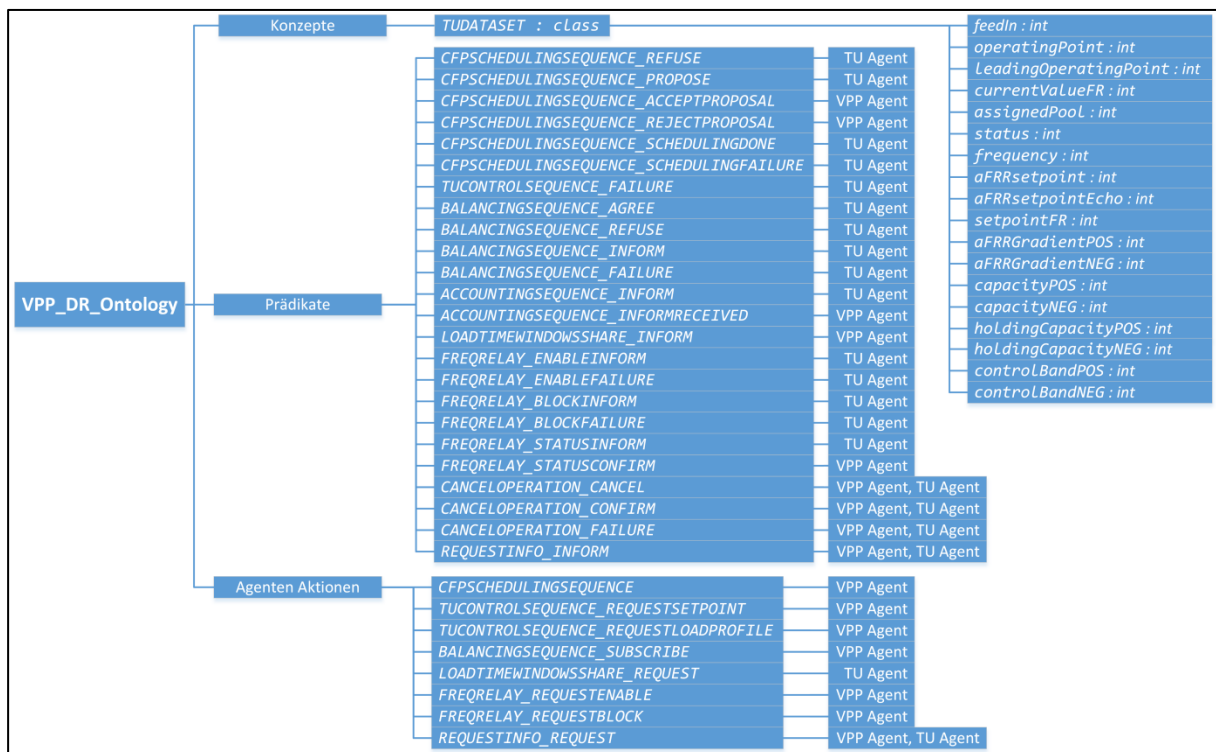 VPP_DR_Ontology
Konzepte
TUDATASET : class
feedIn : int
operatingPoint : int
leadingOperatingPoint : int
currentValueFR : int
assignedPool : int
status : int
frequency : int
aFRRsetpoint : int
aFRRsetpointEcho : int
setpointFR : int
aFRRGradientPOS : int
aFRRGradientNEG : int
capacityPOS : int
capacityNEG : int
holdingCapacityPOS : int
holdingCapacityNEG : int
controlBandPOS : int
controlBandNEG : int
Prädikate
CFPSCHEDULINGSEQUENCE_REFUSE TU Agent
CFPSCHEDULINGSEQUENCE_PROPOSE TU Agent
CFPSCHEDULINGSEQUENCE_ACCEPTPROPOSAL VPP Agent
CFPSCHEDULINGSEQUENCE_REJECTPROPOSAL VPP Agent
CFPSCHEDULINGSEQUENCE_SCHEDULINGDONE TU Agent
CFPSCHEDULINGSEQUENCE_SCHEDULINGFAILURE TU Agent
TUCONTROLSEQUENCE_FAILURE TU Agent
BALANCINGSEQUENCE_AGREE TU Agent
BALANCINGSEQUENCE_REFUSE TU Agent
BALANCINGSEQUENCE_INFORM TU Agent
BALANCINGSEQUENCE_FAILURE TU Agent
ACCOUNTINGSEQUENCE_INFORM TU Agent
ACCOUNTINGSEQUENCE_INFORMRECEIVED VPP Agent
LOADTIMEWINDOWSSHARE_INFORM VPP Agent
FREQRELAY_ENABLEINFORM TU Agent
FREQRELAY_ENABLEFAILURE TU Agent
FREQRELAY_BLOCKINFORM TU Agent
FREQRELAY_BLOCKFAILURE TU Agent
FREQRELAY_STATUSINFORM TU Agent
FREQRELAY_STATUSCONFIRM VPP Agent
CANCELOPERATION_CANCEL VPP Agent, TU Agent
CANCELOPERATION_CONFIRM VPP Agent, TU Agent
CANCELOPERATION_FAILURE VPP Agent, TU Agent
REQUESTINFO_INFORM VPP Agent, TU Agent
Agenten Aktionen
CFPSCHEDULINGSEQUENCE VPP Agent
TUCONTROLSEQUENCE_REQUESTSETPOINT VPP Agent
TUCONTROLSEQUENCE_REQUESTLOADPROFILE VPP Agent
BALANCINGSEQUENCE_SUBSCRIBE VPP Agent
LOADTIMEWINDOWSSHARE_REQUEST TU Agent
FREQRELAY_REQUESTENABLE VPP Agent
FREQRELAY_REQUESTBLOCK VPP Agent
REQUESTINFO_REQUEST VPP Agent, TU Agent